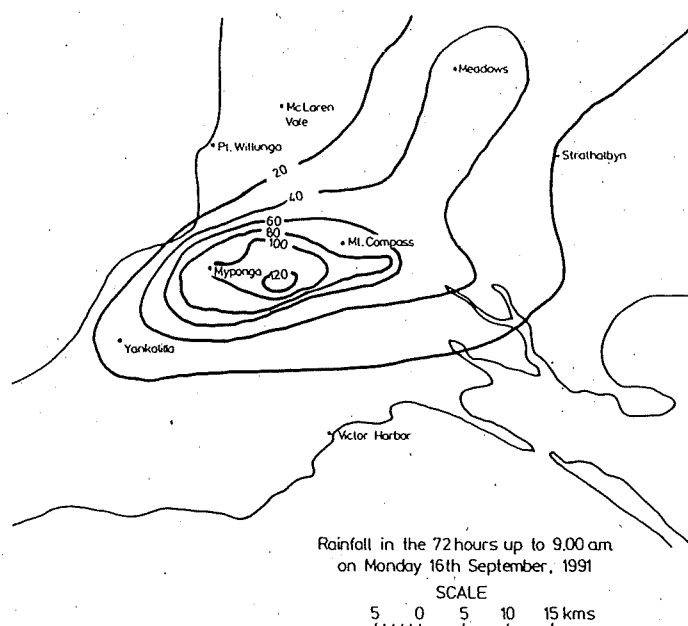 Meadows
McLaren
Vale
Pt. Willunga
Strathalbyn
20
40
60
80
100
Mt. Compass
Myponga
120
Yankalilla
Victor Harbor
Rainfall in the 72 hours up to 9.00 am
on Monday 16th September, 1991
SCALE
5 0 5 10 15 kms